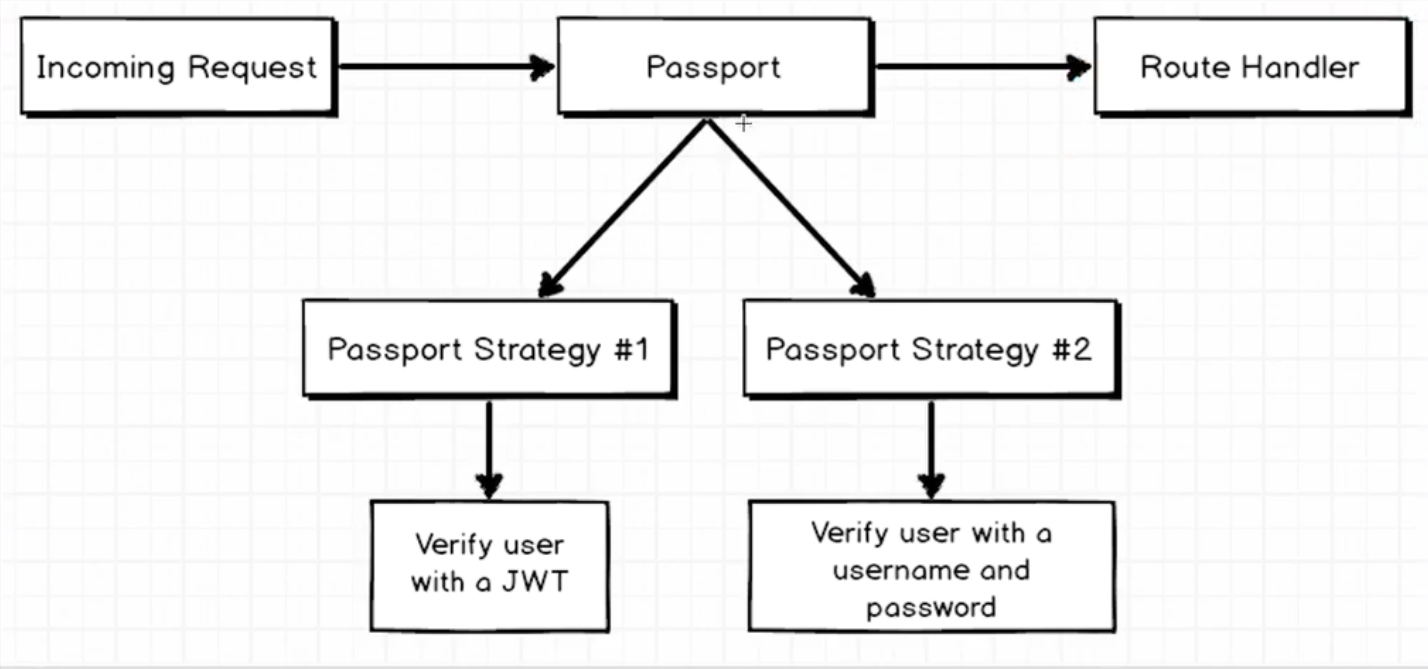 Incoming Request
Passport
Route Handler
Passport Strategy #1
Passport Strategy #2
Verify user
with a JWT
Verify user with a
username and
password